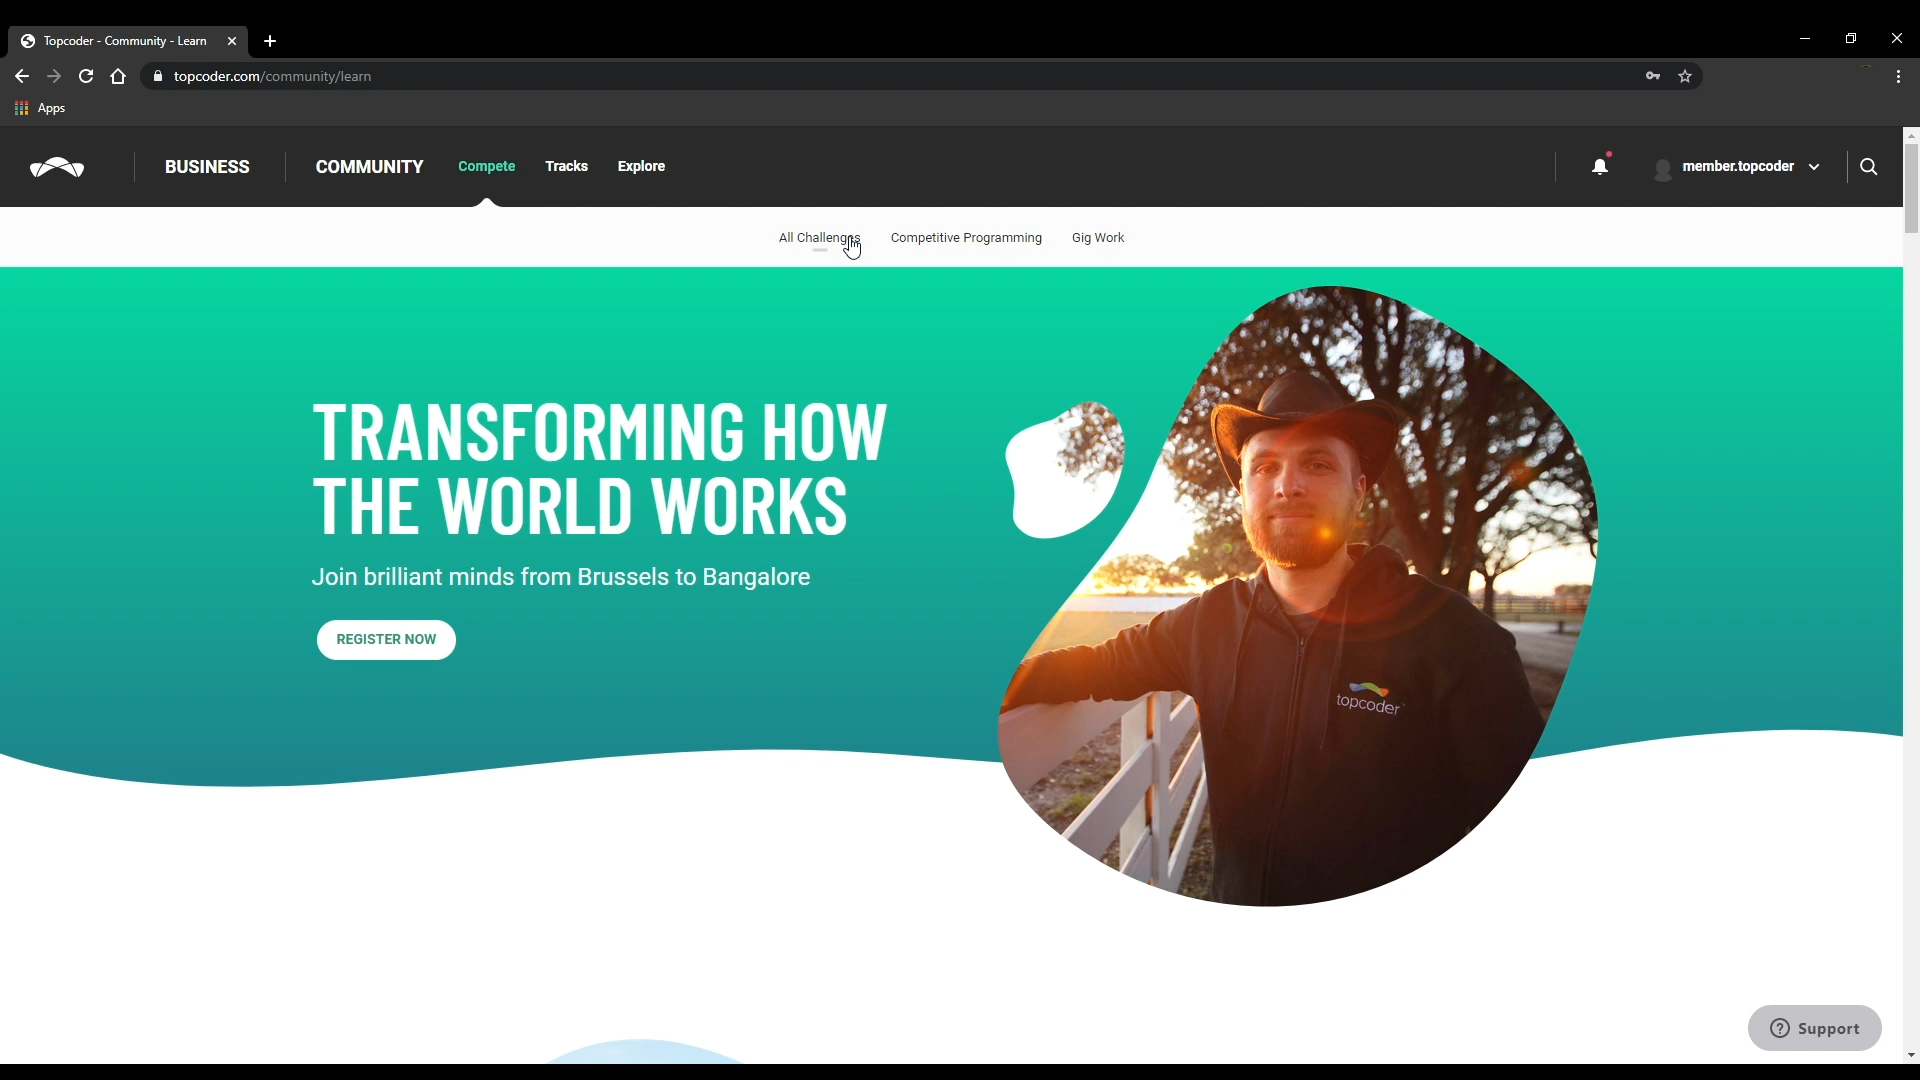 Topcoder - Community - Learn
topcoder.com/community/learn
Apps
BUSINESS
COMMUNITY
Compete
Tracks
Explore
member.topcoder
All Challenges
Competitive Programming
Gig Work
TRANSFORMING HOW
THE WORLD WORKS
Join brilliant minds from Brussels to Bangalore
REGISTER NOW
topcoder
Support